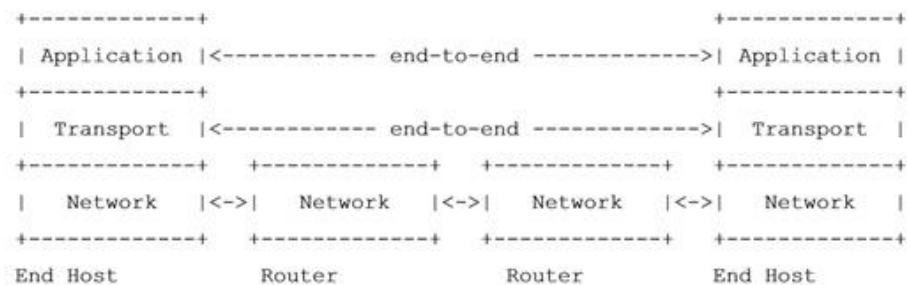 +-------------+                                    +-------------+
| Application |<------------ end-to-end ------------->| Application |
+-------------+                                    +-------------+
|  Transport  |<------------ end-to-end ------------->|  Transport  |
+-------------+   +-------------+   +-------------+   +-------------+
|   Network   |<->|   Network   |<->|   Network   |<->|   Network   |
+-------------+   +-------------+   +-------------+   +-------------+
End Host          Router            Router          End Host